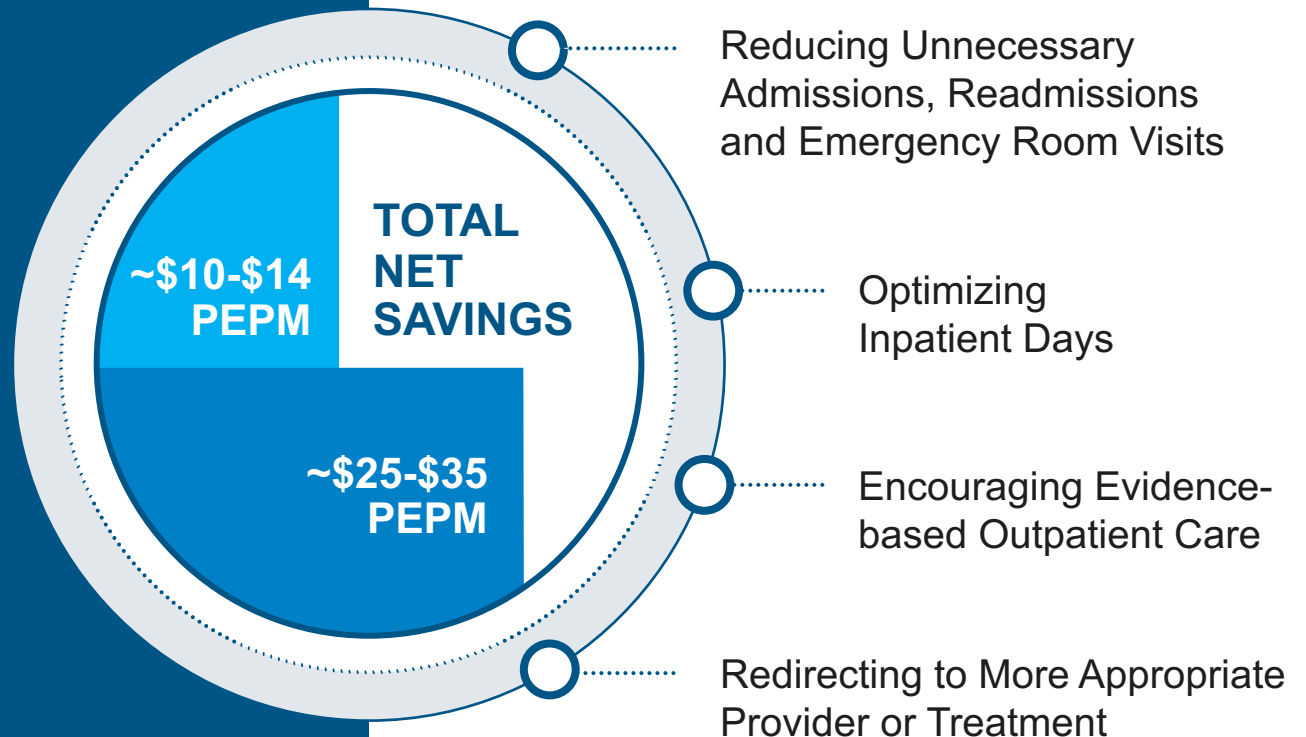 TOTAL
NET
SAVINGS
~$10-$14
PEPM
~$25-$35
PEPM
Reducing Unnecessary
Admissions, Readmissions
and Emergency Room Visits
Optimizing
Inpatient Days
Encouraging Evidence-
based Outpatient Care
Redirecting to More Appropriate
Provider or Treatment